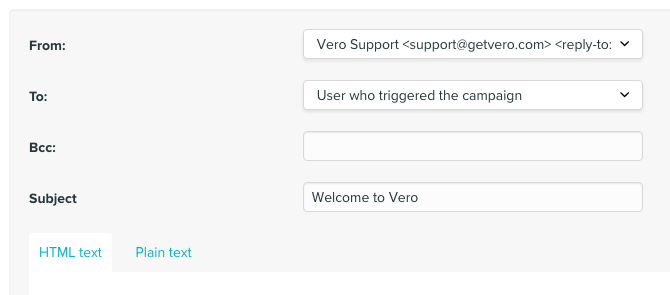 From: Vero Support <support@getvero.com> <reply-to:
To: User who triggered the campaign
Bcc:
Subject Welcome to Vero
HTML text Plain text